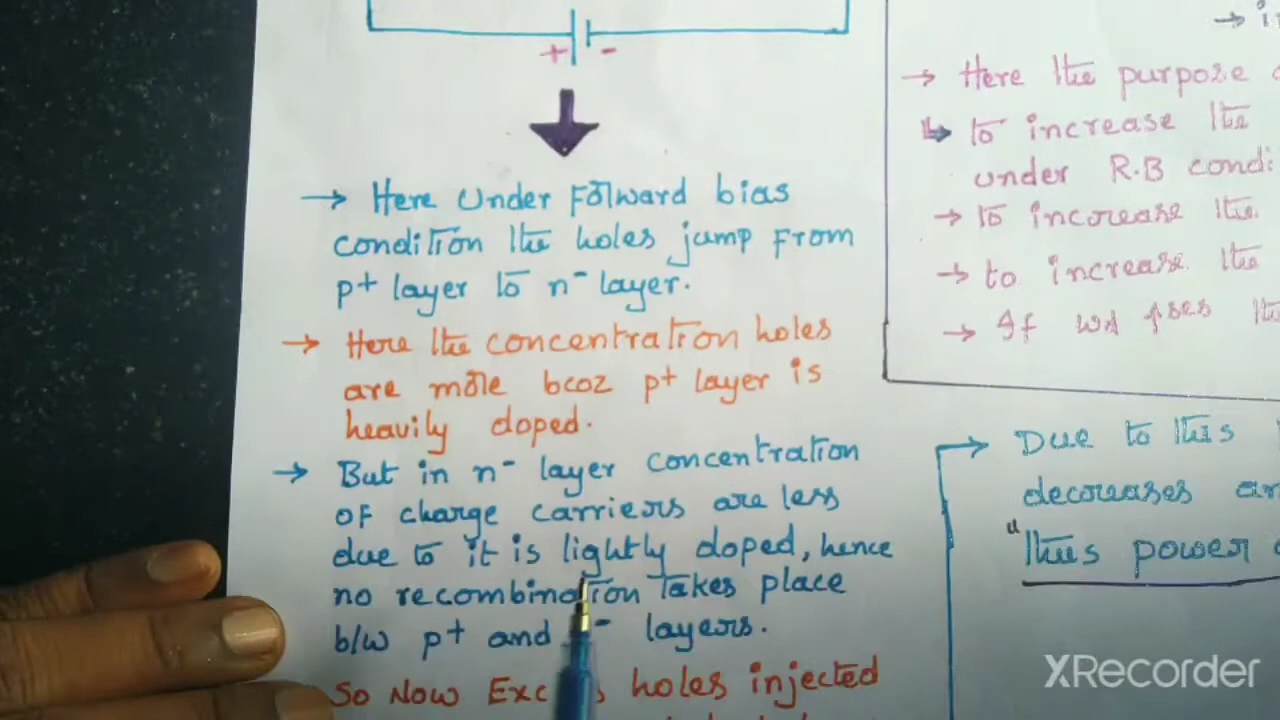 + -
→ Here Under Forward bias
condition the holes jump from
p+ layer to n- layer.
→ Here the concentration holes
are more bcoz p+ layer is
heavily doped.
→ But in n- layer concentration
of charge carriers are less
due to it is lightly doped, hence
no recombination takes place
b/w p+ and - layers.
So Now holes injected
→
→ Here the purpose
to increase the
under R.B condi
→ to increase the
→ to increase the
→ If
Due to this
decreases
"this power
XRecorder